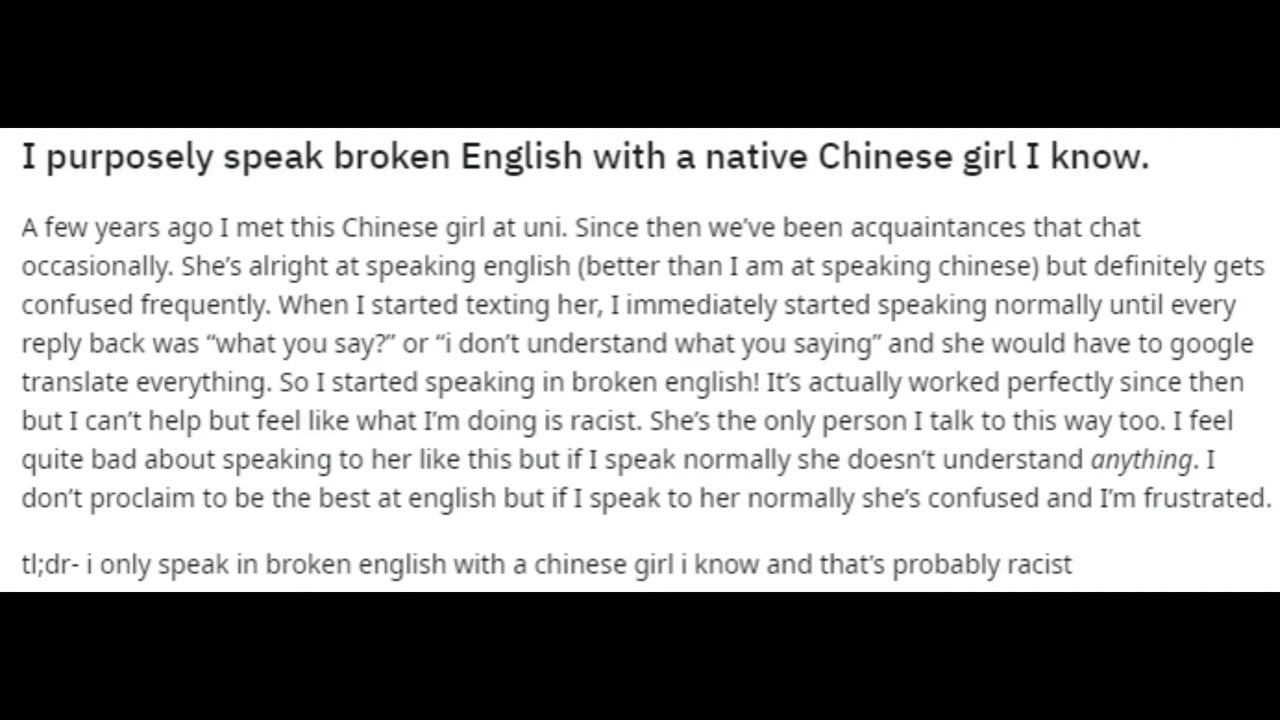 I purposely speak broken English with a native Chinese girl I know.
A few years ago I met this Chinese girl at uni. Since then we’ve been acquaintances that chat
occasionally. She’s alright at speaking english (better than I am at speaking chinese) but definitely gets
confused frequently. When I started texting her, I immediately started speaking normally until every
reply back was “what you say?” or “i don’t understand what you saying” and she would have to google
translate everything. So I started speaking in broken english! It’s actually worked perfectly since then
but I can’t help but feel like what I’m doing is racist. She’s the only person I talk to this way too. I feel
quite bad about speaking to her like this but if I speak normally she doesn’t understand anything. I
don’t proclaim to be the best at english but if I speak to her normally she’s confused and I’m frustrated.
tl;dr- i only speak in broken english with a chinese girl i know and that’s probably racist